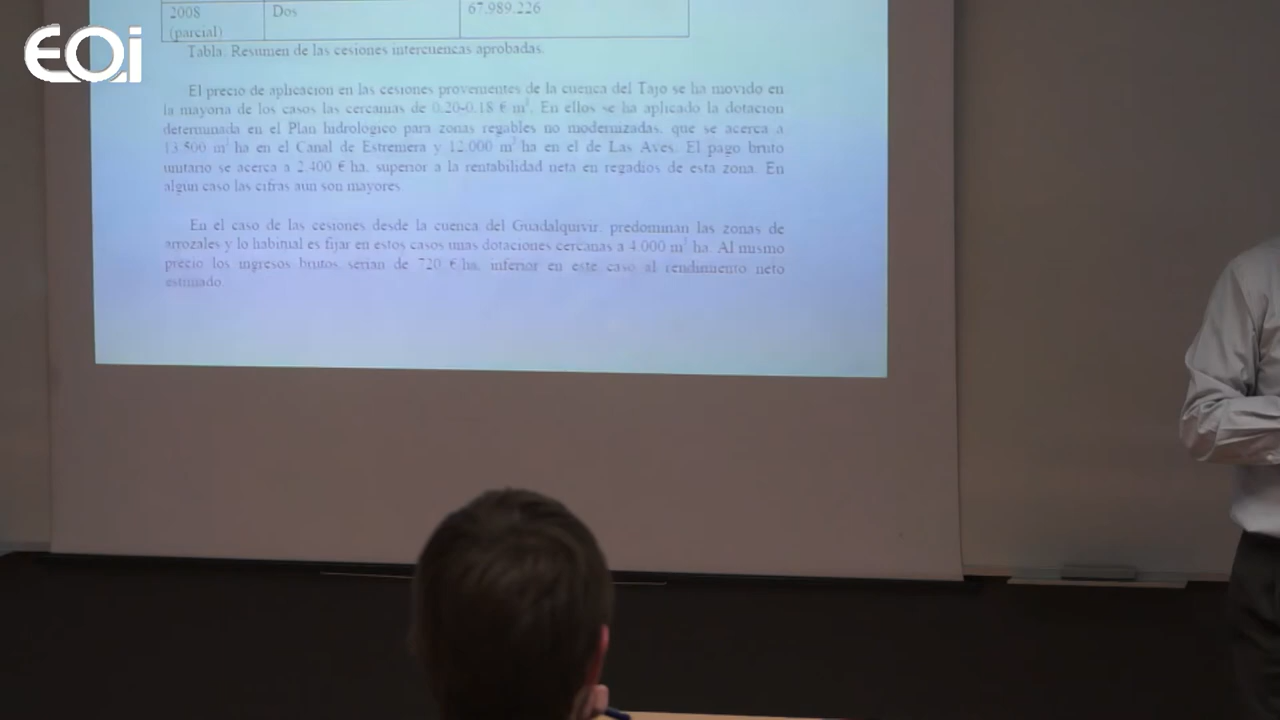 EOi
2008 Dos 67.989.226
(parcial)
Tabla. Resumen de las cesiones intercuencas aprobadas.
El precio de aplicación en las cesiones provenientes de la cuenca del Tajo se ha movido en
la mayoría de los casos las cercanías de 0.20-0.18 €/m³. En ellos se ha aplicado la dotación
determinada en el Plan hidrológico para zonas regables no modernizadas, que se acerca a
13.500 m³/ha en el Canal de Estremera y 12.000 m³/ha en el de Las Aves. El pago bruto
unitario se acerca a 2.400 €/ha, superior a la rentabilidad neta en regadíos de esta zona. En
algún caso las cifras aún son mayores.
En el caso de las cesiones desde la cuenca del Guadalquivir, predominan las zonas de
arrozales y lo habitual es fijar en estos casos unas dotaciones cercanas a 4.000 m³/ha. Al mismo
precio los ingresos brutos serían de 720 €/ha, inferior en este caso al rendimiento neto
estimado.